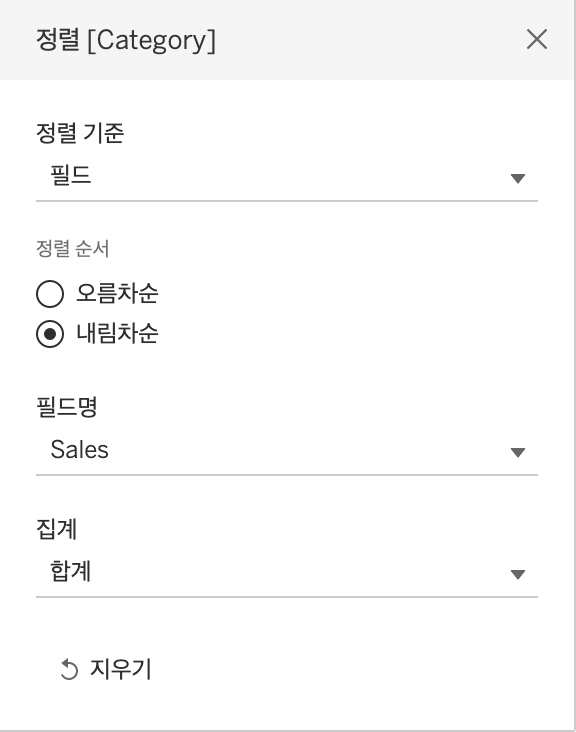 정렬 [Category]
정렬 기준
필드
정렬 순서
오름차순
내림차순
필드명
Sales
집계
합계
지우기